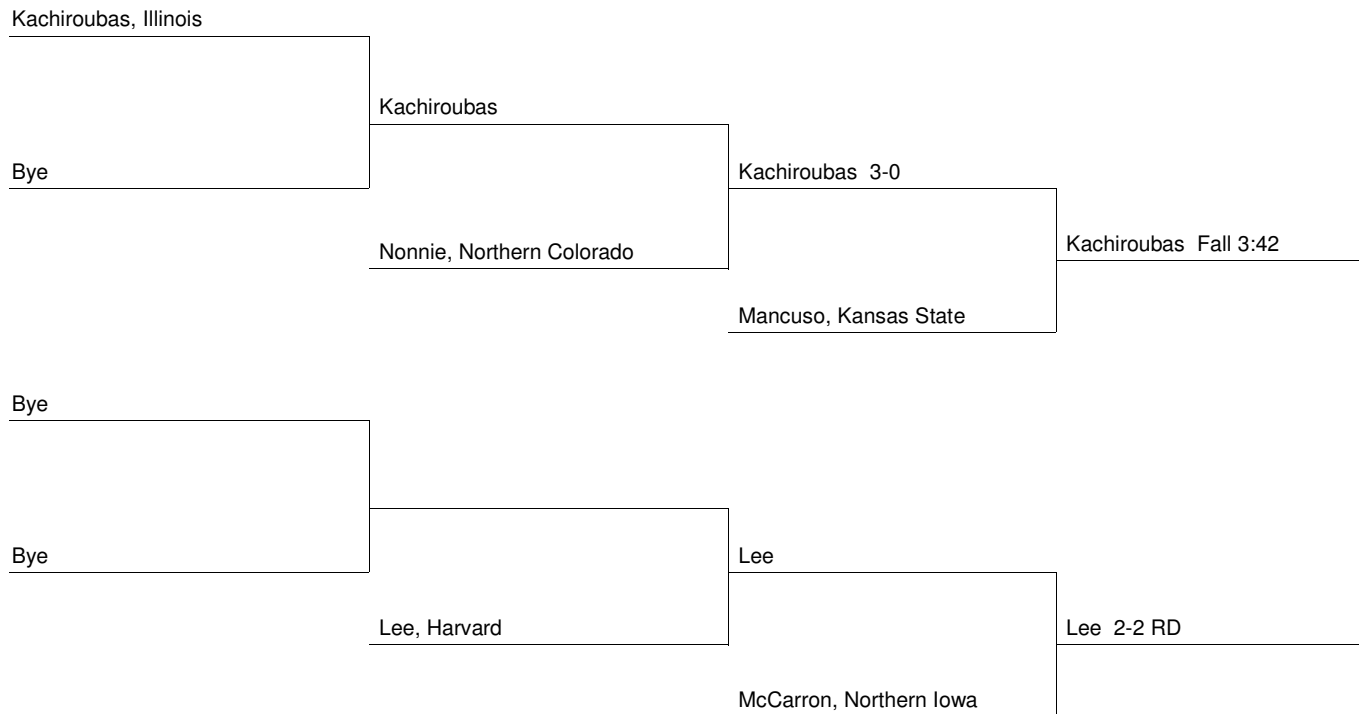 Kachiroubas, Illinois
Kachiroubas
Bye
Kachiroubas 3-0
Nonnie, Northern Colorado
Kachiroubas Fall 3:42
Mancuso, Kansas State
Bye
Bye
Lee
Lee, Harvard
Lee 2-2 RD
McCarron, Northern Iowa